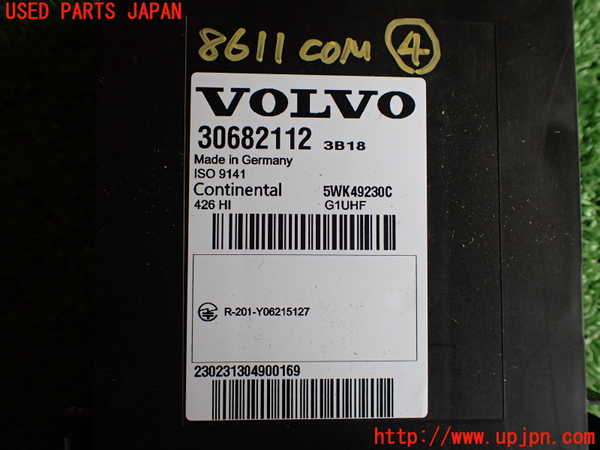 USED PARTS JAPAN
8611 COM ④
VOLVO
30682112 3B18
Made in Germany
ISO 9141
Continental 5WK49230C
426 HI G1UHF
R-201-Y06215127
230231304900169
UPJ
http://www.upjpn.com/